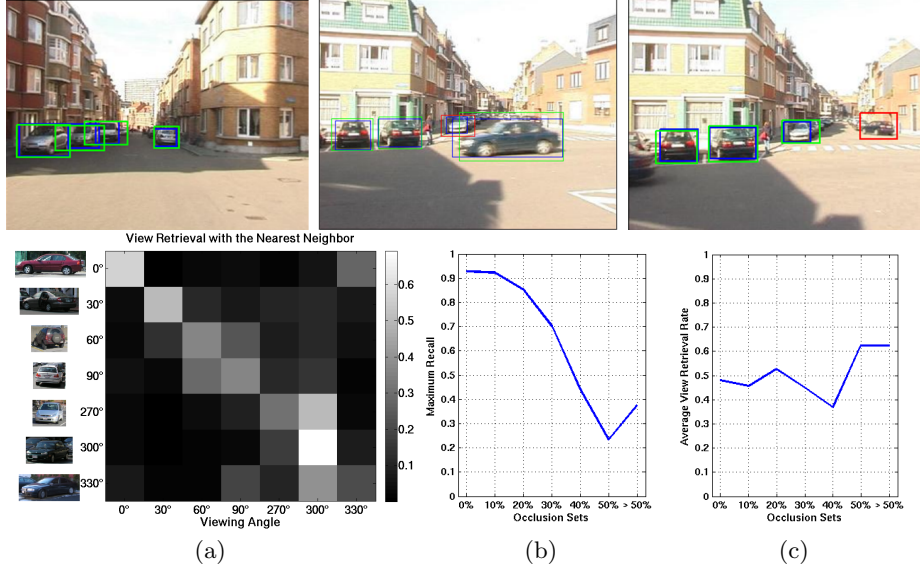 View Retrieval with the Nearest Neighbor
0°
30°
60°
90°
270°
300°
330°
0° 30° 60° 90° 270° 300° 330°
Viewing Angle
0.6
0.5
0.4
0.3
0.2
0.1
(a)
Maximum Recall
1
0.9
0.8
0.7
0.6
0.5
0.4
0.3
0.2
0.1
0
0% 10% 20% 30% 40% 50% > 50%
Occlusion Sets
(b)
Average View Retrieval Rate
1
0.9
0.8
0.7
0.6
0.5
0.4
0.3
0.2
0.1
0
0% 10% 20% 30% 40% 50% > 50%
Occlusion Sets
(c)